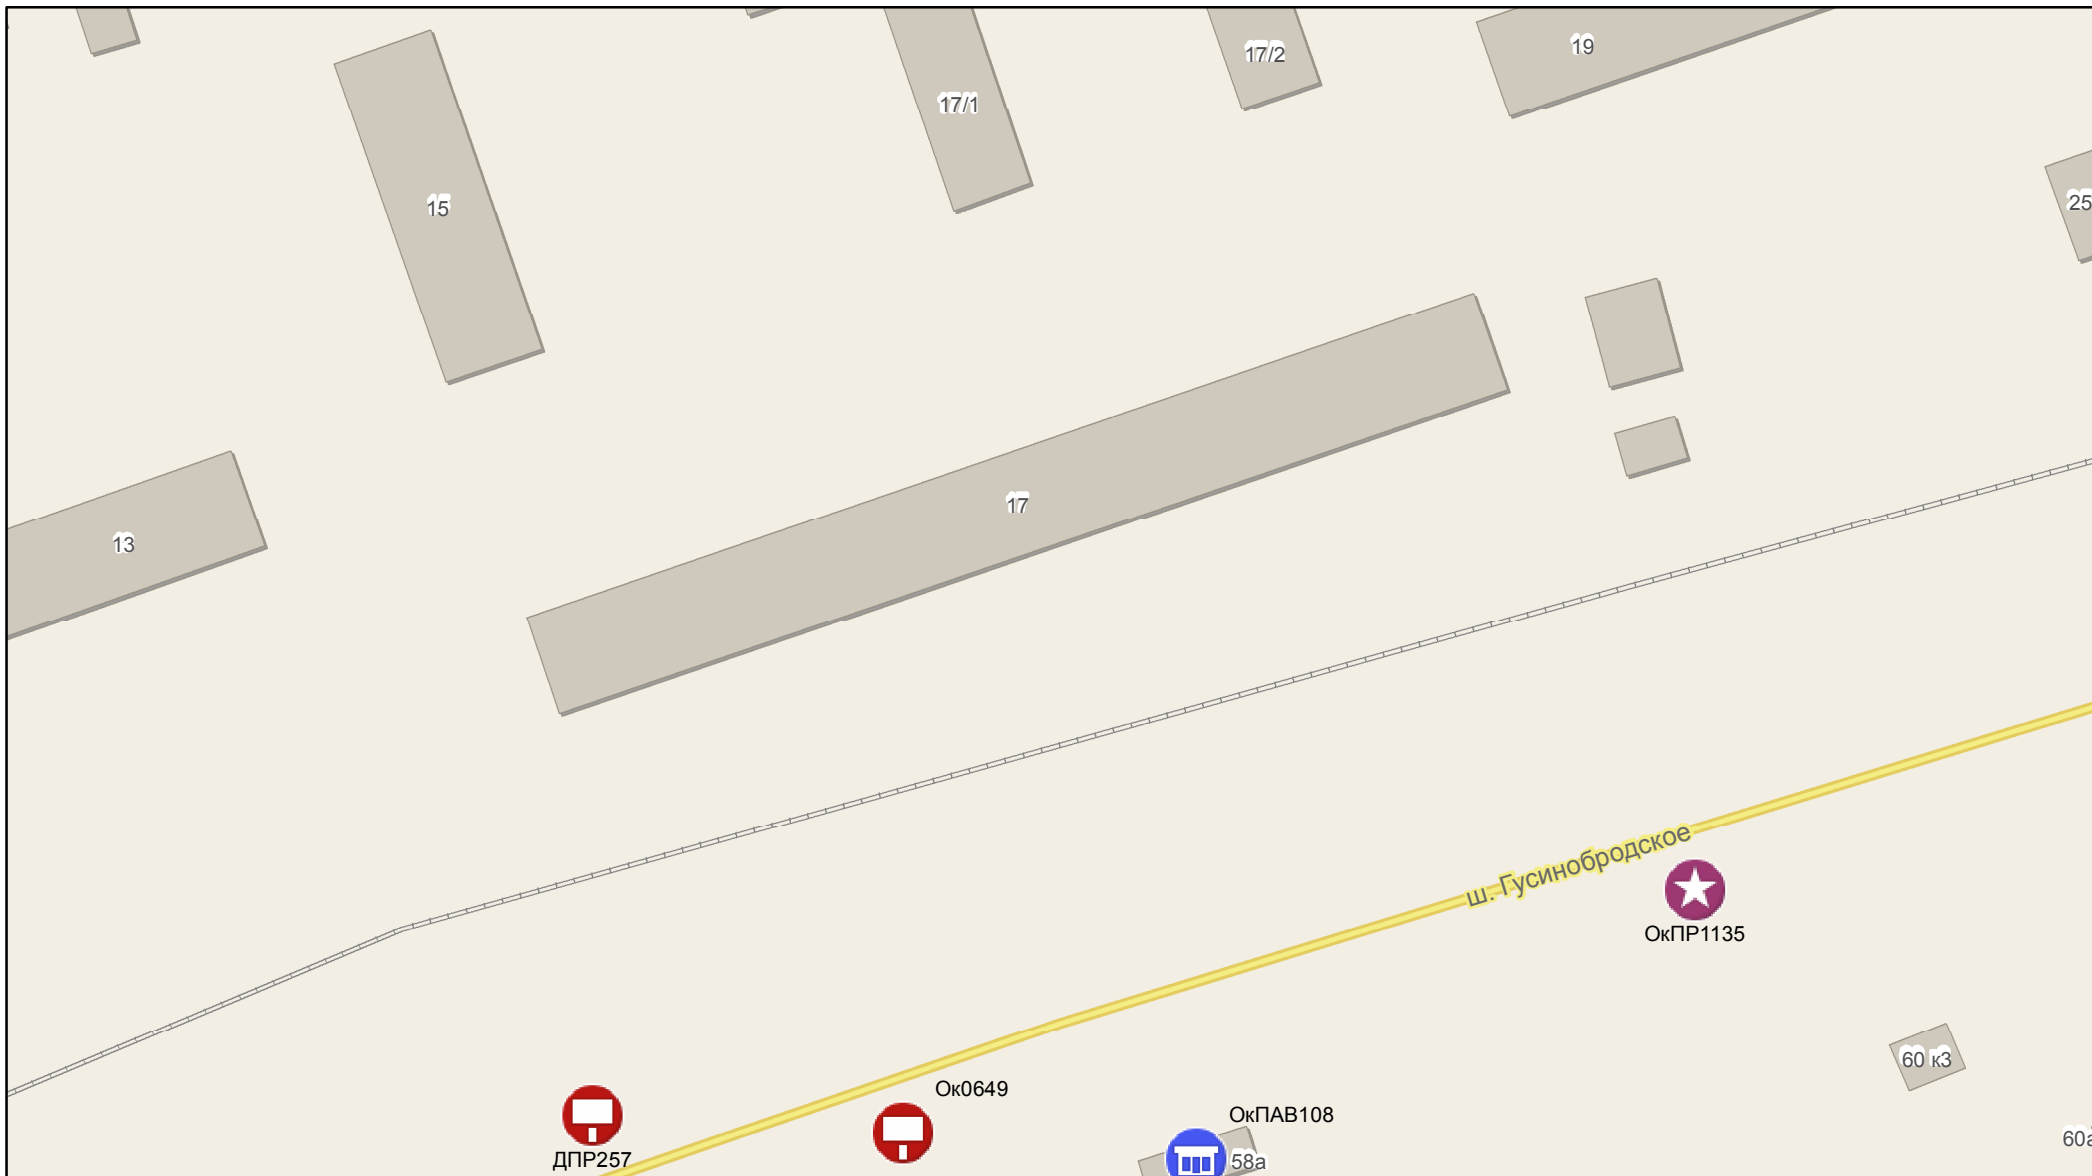 19
17/2
17/1
25
15
17
13
ш. Гусинобродское
ОкПР1135
60 к3
Ок0649
ОкПАВ108
60а
ДПР257
58а